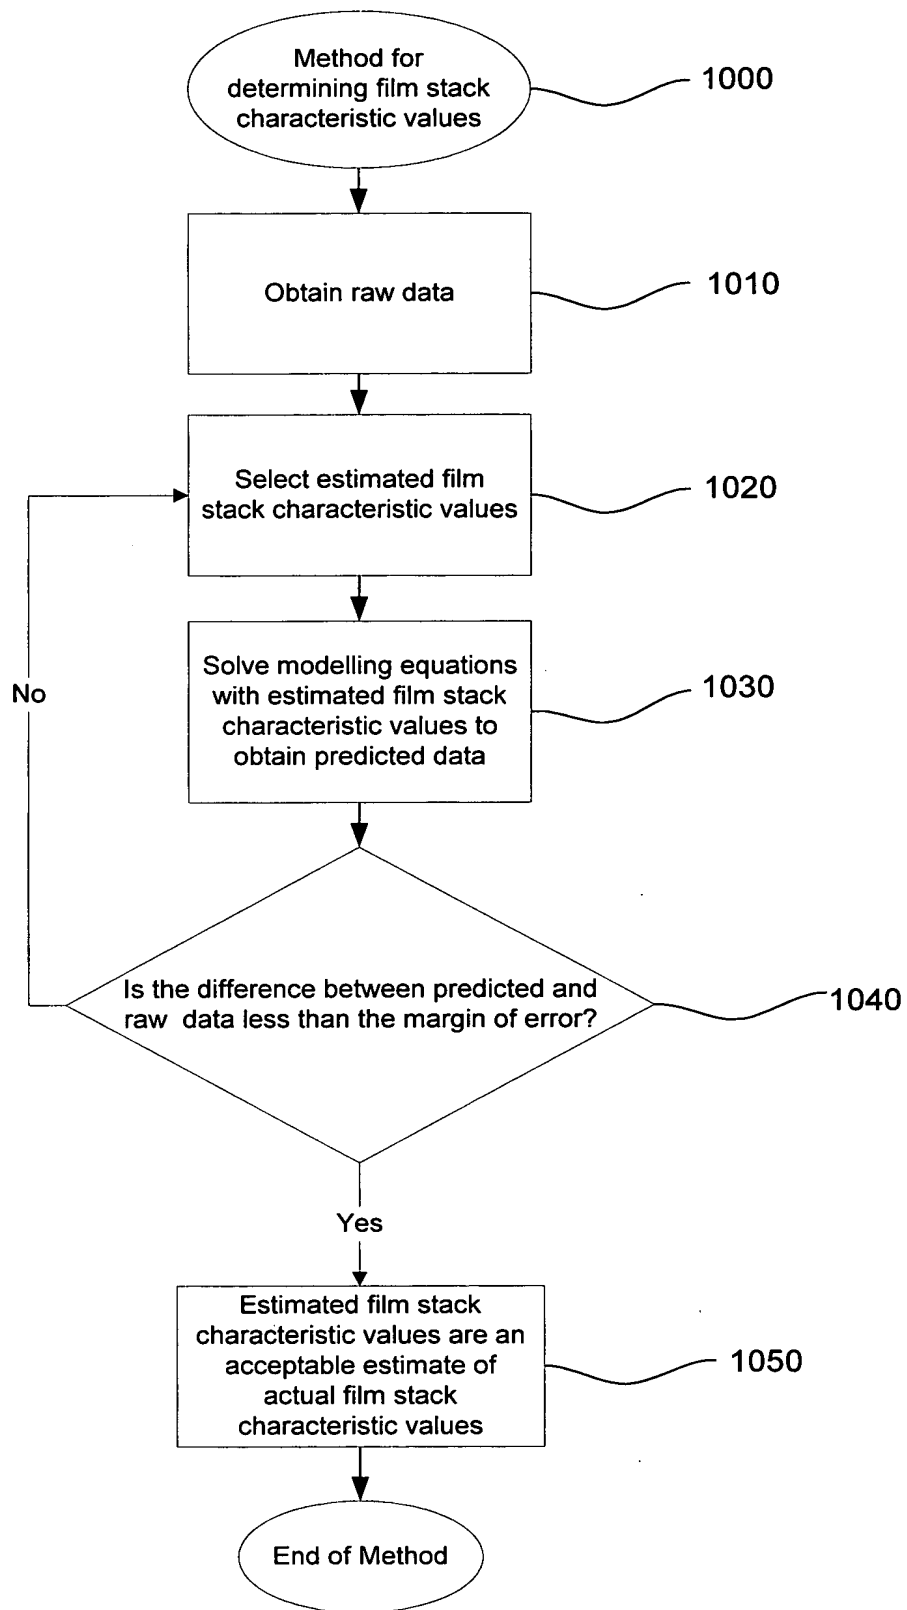 Method for
determining film stack
characteristic values
1000
Obtain raw data
1010
Select estimated film
stack characteristic values
1020
Solve modelling equations
with estimated film stack
characteristic values to
obtain predicted data
1030
No
Is the difference between predicted and
raw data less than the margin of error?
1040
Yes
Estimated film stack
characteristic values are an
acceptable estimate of
actual film stack
characteristic values
1050
End of Method